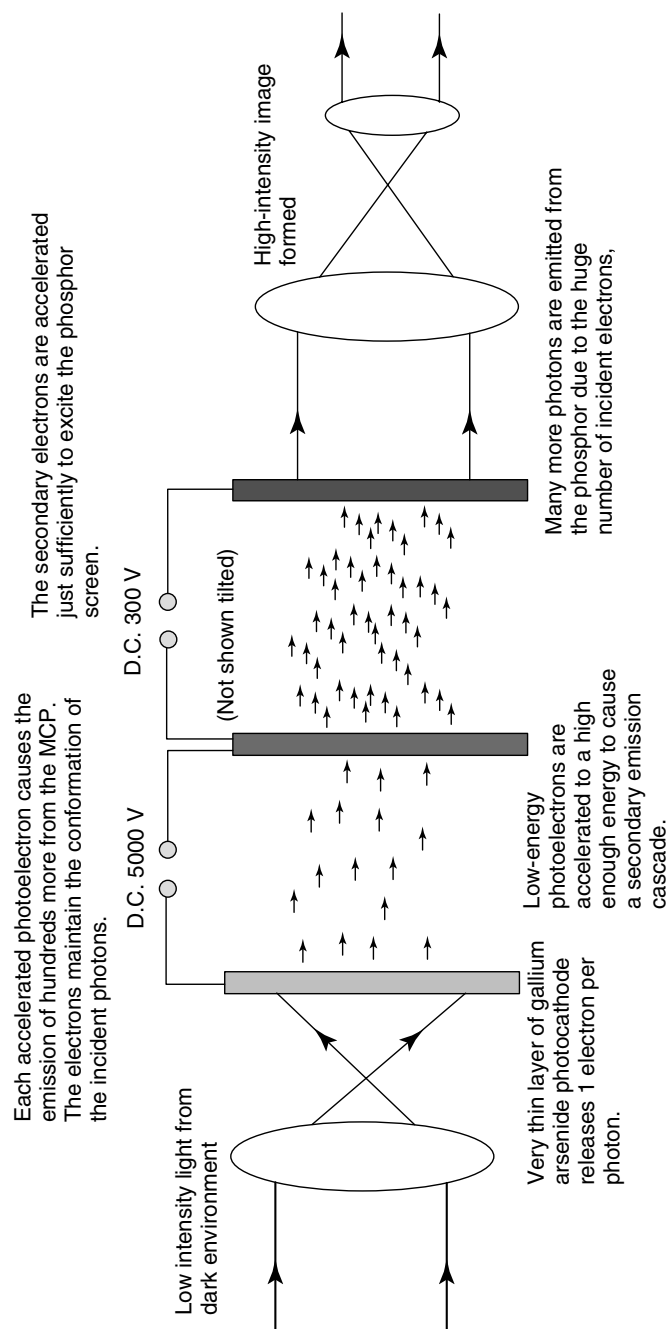 Each accelerated photoelectron causes the
emission of hundreds more from the MCP.
The electrons maintain the conformation of
the incident photons.
The secondary electrons are accelerated
just sufficiently to excite the phosphor
screen.
D.C. 5000 V
D.C. 300 V
(Not shown tilted)
Low intensity light from
dark environment
High-intensity image
formed
Very thin layer of gallium
arsenide photocathode
releases 1 electron per
photon.
Low-energy
photoelectrons are
accelerated to a high
enough energy to cause
a secondary emission
cascade.
Many more photons are emitted from
the phosphor due to the huge
number of incident electrons,